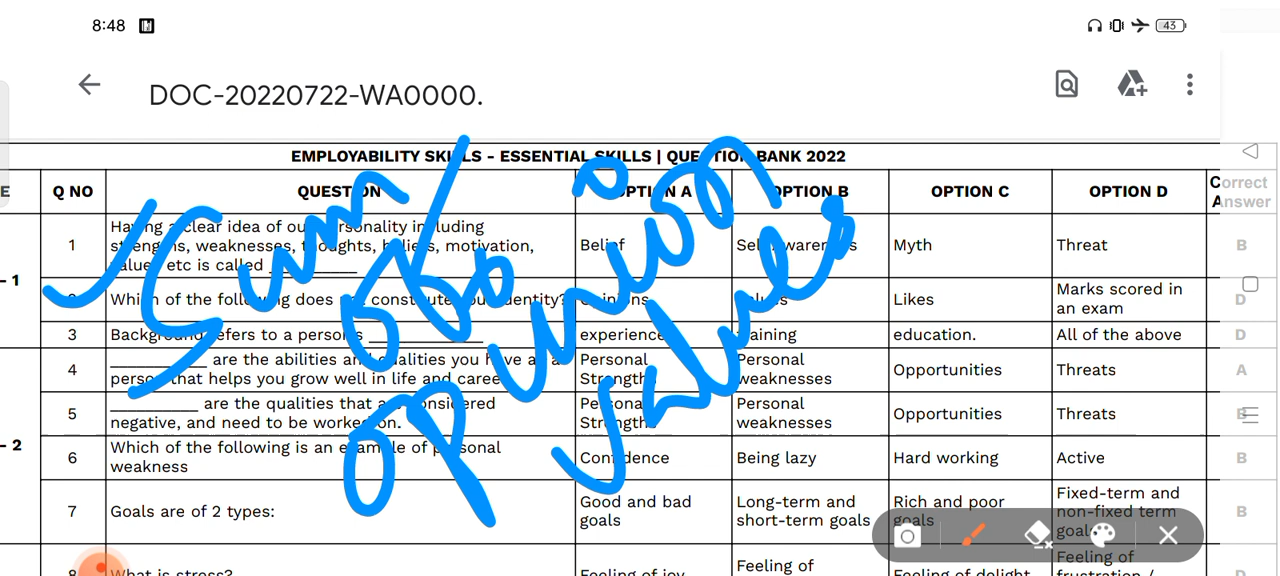 8:48
43
DOC-20220722-WA0000.
EMPLOYABILITY SKILLS - ESSENTIAL SKILLS | QUESTION BANK 2022
E Q NO QUESTION OPTION A OPTION B OPTION C OPTION D Correct Answer
1 Having a clear idea of our personality including
strengths, weaknesses, thoughts, beliefs, motivation,
values etc is called __________ Belief Self-awareness Myth Threat B
- 1
Which of the following does not constitute your identity? Opinions Values Likes Marks scored in
an exam D
3 Background refers to a person's ____________ experience training education. All of the above D
4 __________ are the abilities and qualities you have as a
person that helps you grow well in life and career Personal
Strengths Personal
weaknesses Opportunities Threats A
5 __________ are the qualities that are considered
negative, and need to be worked on. Personal
Strengths Personal
weaknesses Opportunities Threats
- 2
6 Which of the following is an example of personal
weakness Confidence Being lazy Hard working Active B
7 Goals are of 2 types: Good and bad
goals Long-term and
short-term goals Rich and poor
goals Fixed-term and
non-fixed term
goals B
8 What is stress? Feeling of joy Feeling of Feeling of delight Feeling of
frustration /
opinion
values